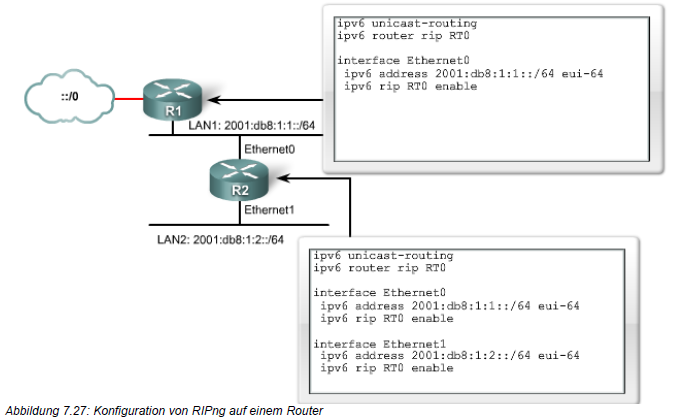 ipv6 unicast-routing
ipv6 router rip RT0
interface Ethernet0
ipv6 address 2001:db8:1:1::/64 eui-64
ipv6 rip RT0 enable
::/0
R1
LAN1: 2001:db8:1:1::/64
Ethernet0
R2
Ethernet1
LAN2: 2001:db8:1:2::/64
ipv6 unicast-routing
ipv6 router rip RT0
interface Ethernet0
ipv6 address 2001:db8:1:1::/64 eui-64
ipv6 rip RT0 enable
interface Ethernet1
ipv6 address 2001:db8:1:2::/64 eui-64
ipv6 rip RT0 enable
Abbildung 7.27: Konfiguration von RIPng auf einem Router